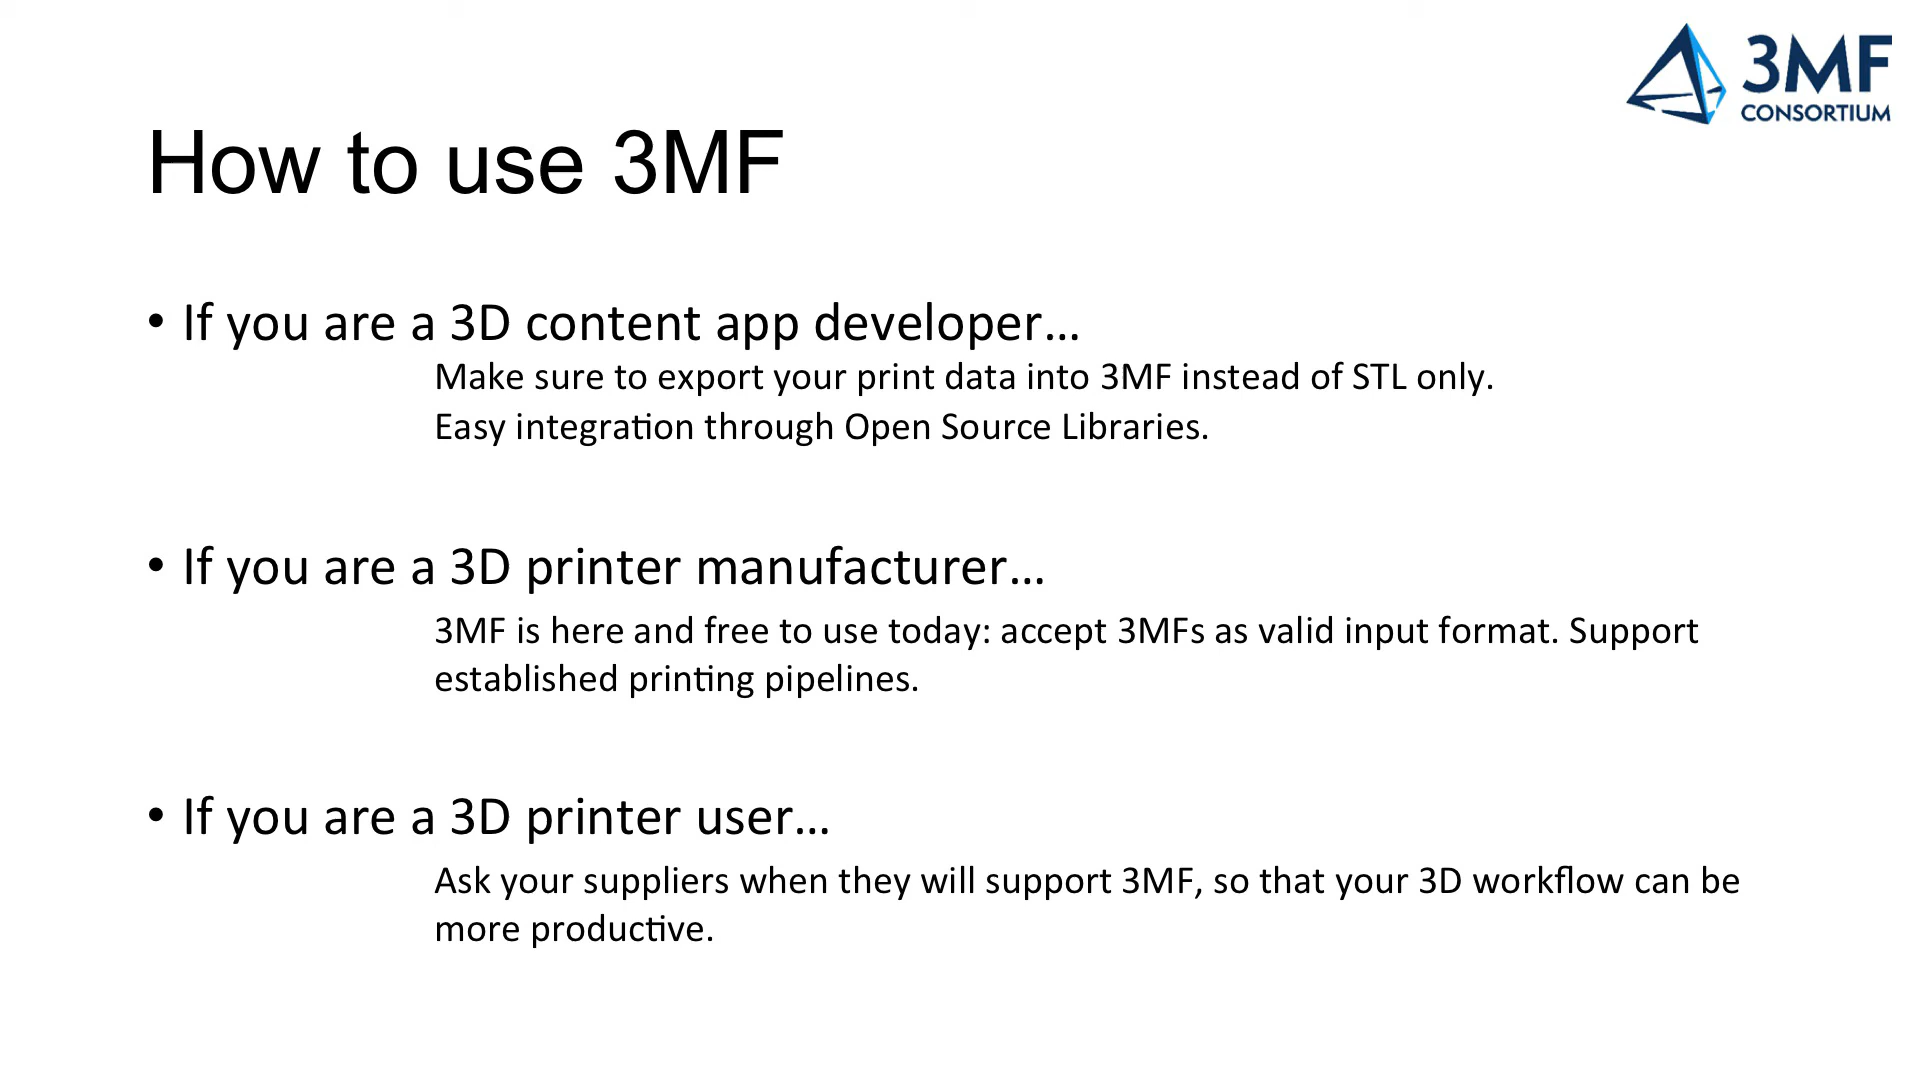 3MF
CONSORTIUM
How to use 3MF
• If you are a 3D content app developer…
Make sure to export your print data into 3MF instead of STL only.
Easy integration through Open Source Libraries.
• If you are a 3D printer manufacturer…
3MF is here and free to use today: accept 3MFs as valid input format. Support
established printing pipelines.
• If you are a 3D printer user…
Ask your suppliers when they will support 3MF, so that your 3D workflow can be
more productive.